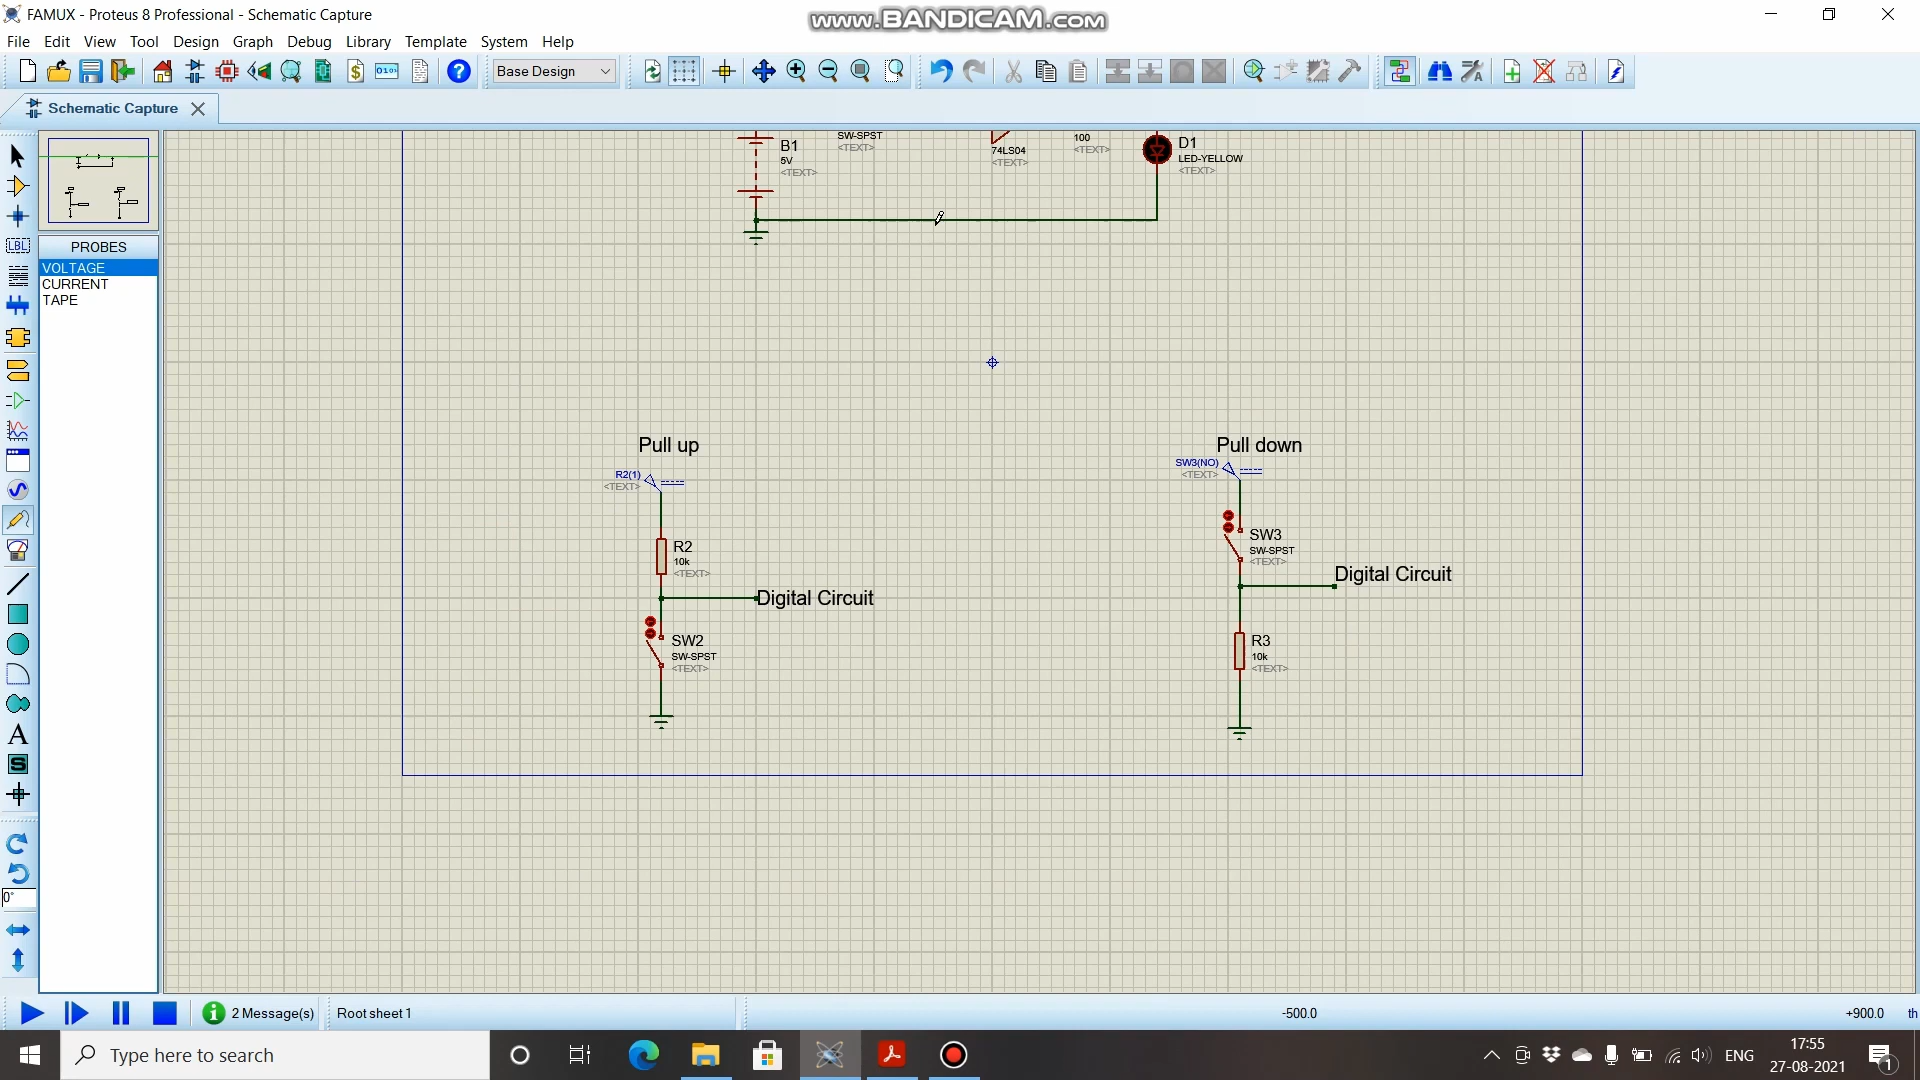 FAMUX - Proteus 8 Professional - Schematic Capture
www.BANDICAM.com
File Edit View Tool Design Graph Debug Library Template System Help
Base Design
Schematic Capture
PROBES
VOLTAGE
CURRENT
TAPE
LBL
A
S
0°
B1
5V
<TEXT>
SW-SPST
<TEXT>
74LS04
<TEXT>
100
<TEXT>
D1
LED-YELLOW
<TEXT>
Pull up
R2(1)
<TEXT>
R2
10k
<TEXT>
Digital Circuit
SW2
SW-SPST
<TEXT>
Pull down
SW3(NO)
<TEXT>
SW3
SW-SPST
<TEXT>
Digital Circuit
R3
10k
<TEXT>
2 Message(s)
Root sheet 1
-500.0
+900.0
th
Type here to search
ENG
17:55
27-08-2021
1